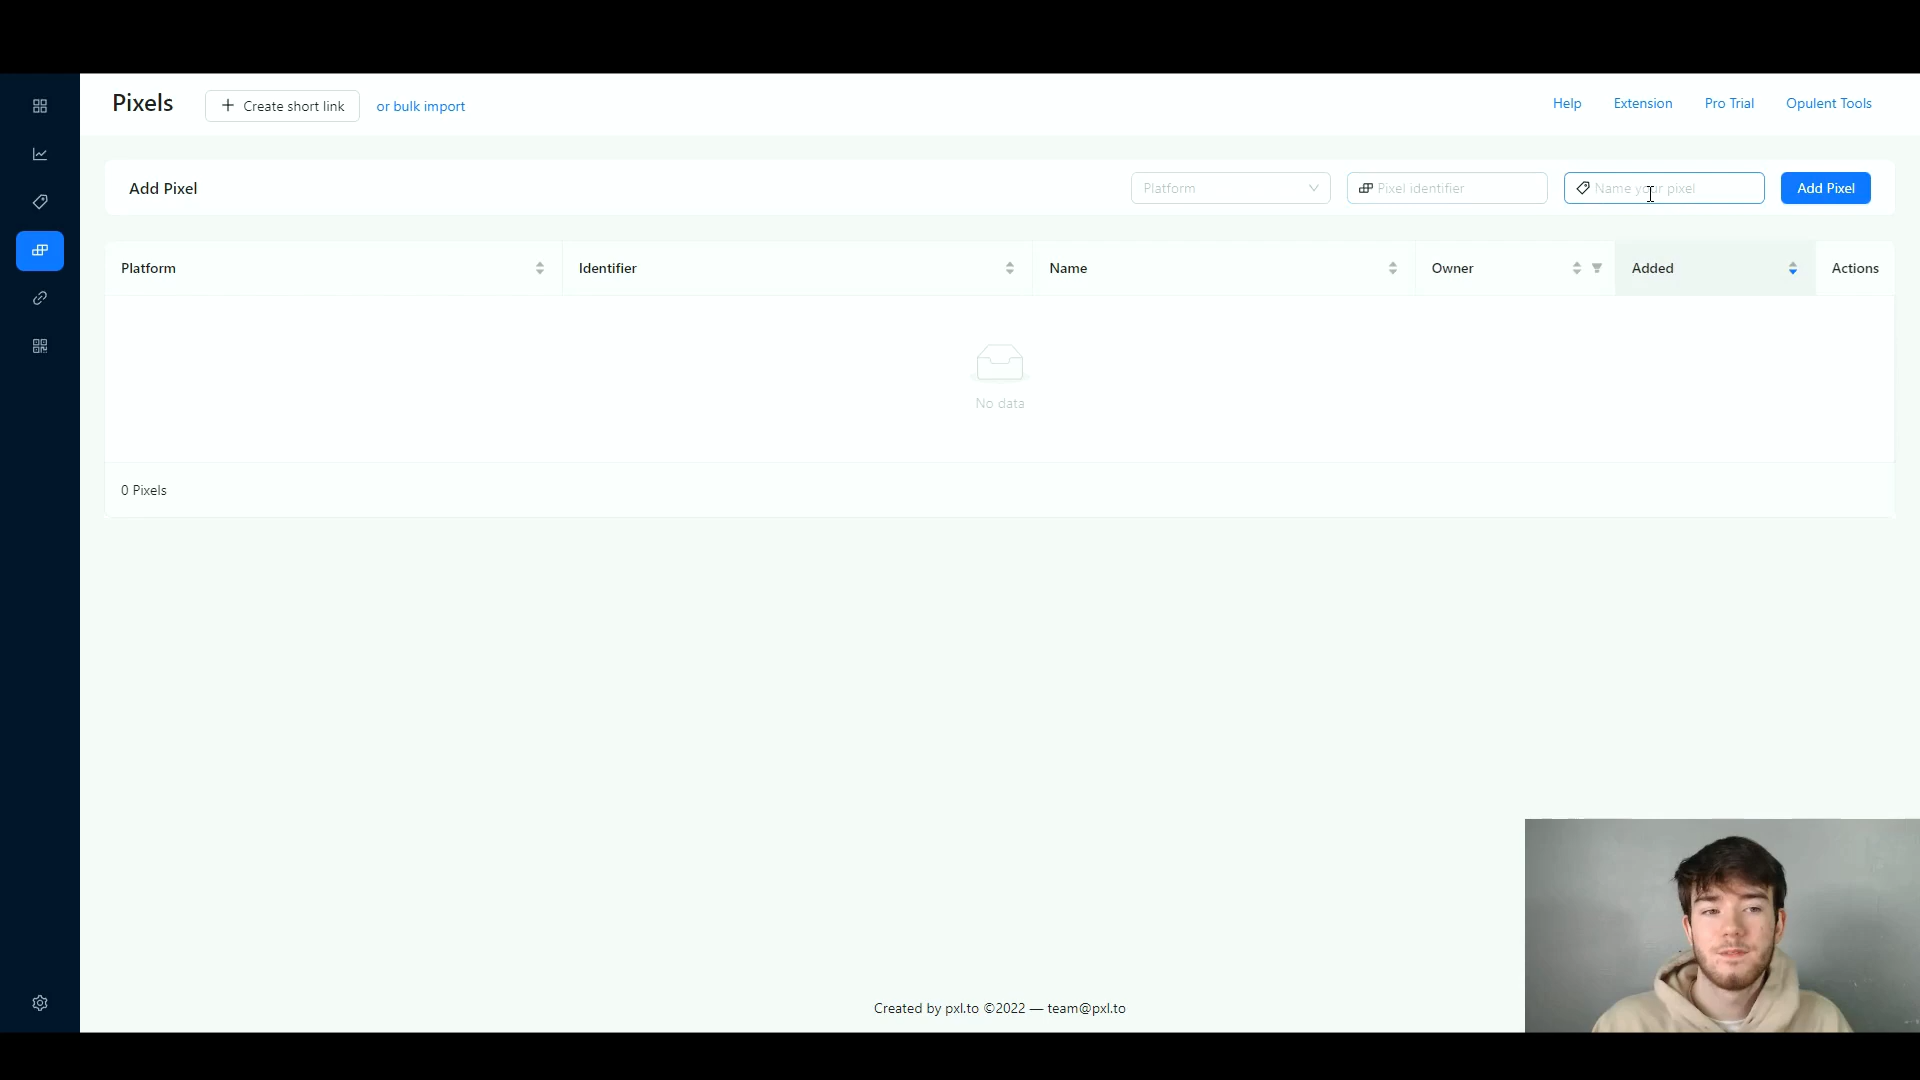 Pixels
Create short link
or bulk import
Help
Extension
Pro Trial
Opulent Tools
Add Pixel
Platform
Pixel identifier
Name your pixel
Add Pixel
Platform
Identifier
Name
Owner
Added
Actions
No data
0 Pixels
Created by pxl.to ©2022 — team@pxl.to